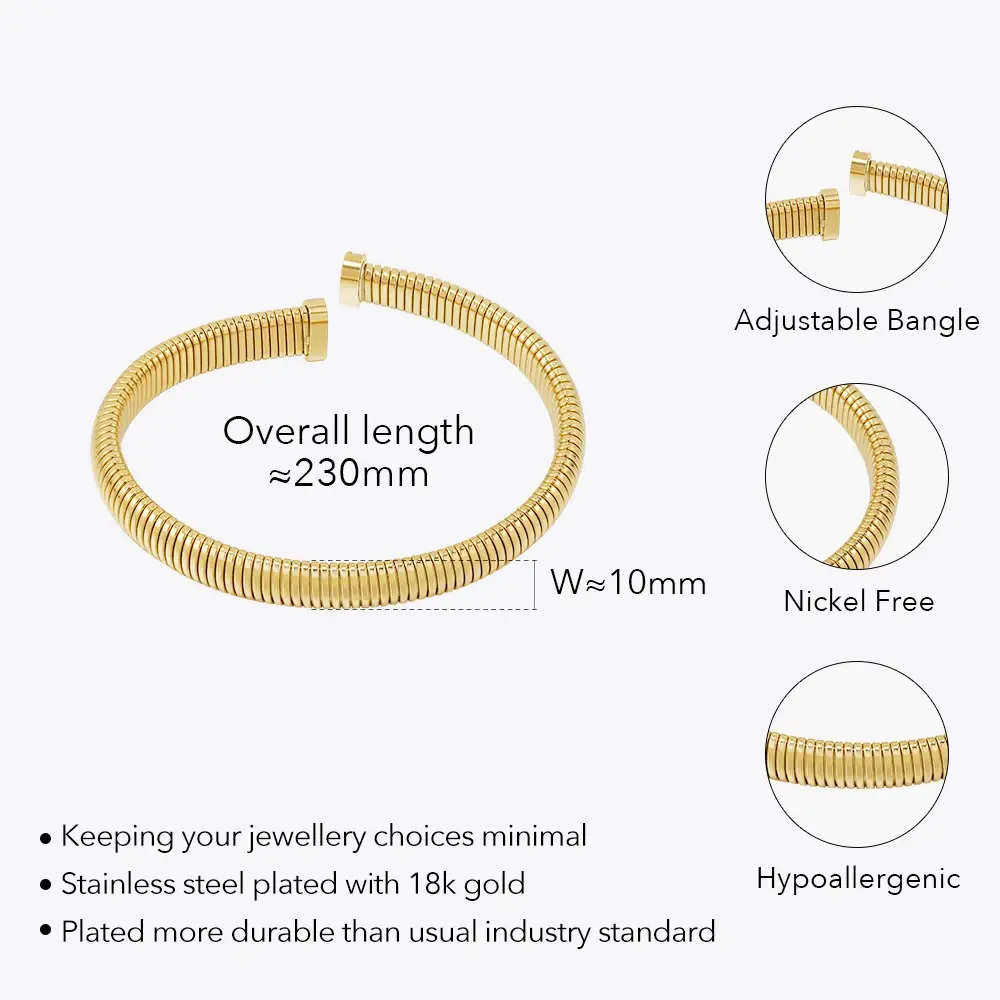 Adjustable Bangle
Overall length
≈230mm
W≈10mm
Nickel Free
Hypoallergenic
• Keeping your jewellery choices minimal
• Stainless steel plated with 18k gold
• Plated more durable than usual industry standard